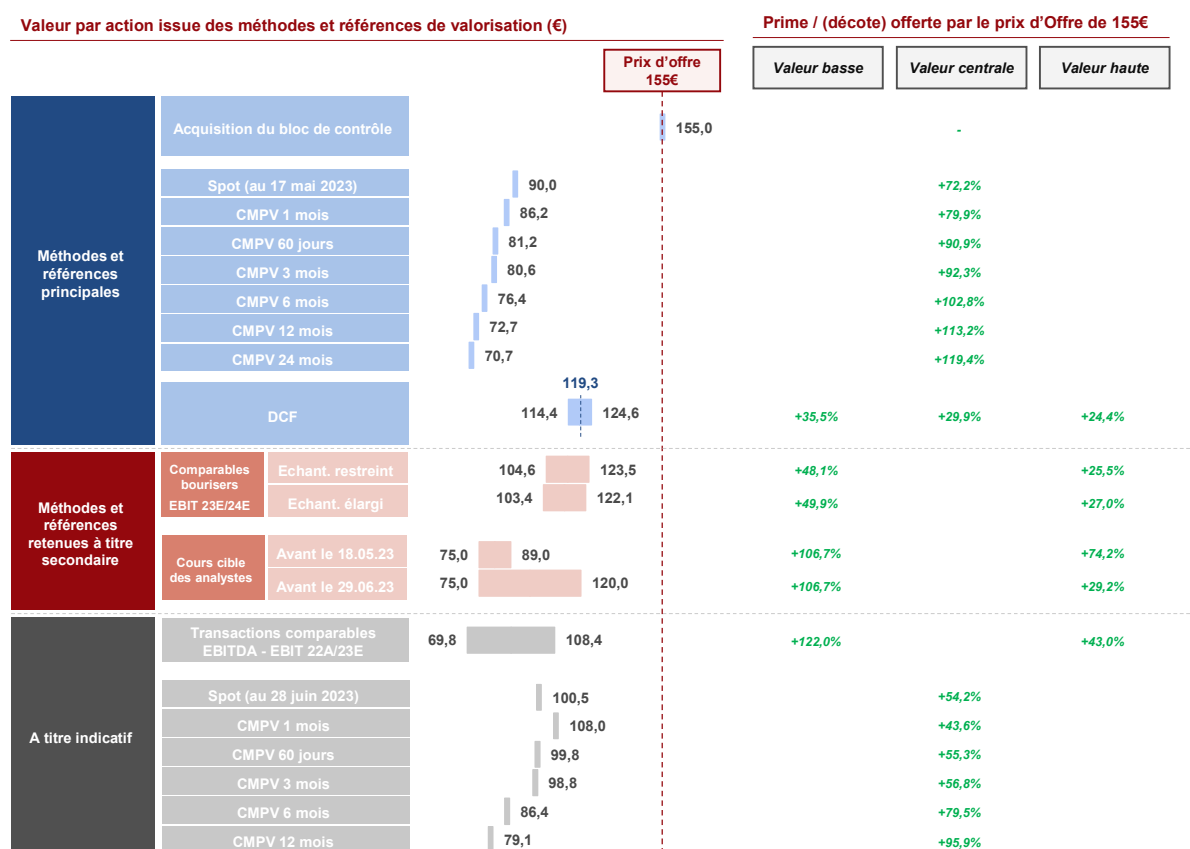 Valeur par action issue des méthodes et références de valorisation (€)
Prime / (décote) offerte par le prix d'Offre de 155€
Prix d'offre
155€
Valeur basse
Valeur centrale
Valeur haute
Méthodes et
références
principales
Acquisition du bloc de contrôle
155,0
-
Spot (au 17 mai 2023)
90,0
+72,2%
CMPV 1 mois
86,2
+79,9%
CMPV 60 jours
81,2
+90,9%
CMPV 3 mois
80,6
+92,3%
CMPV 6 mois
76,4
+102,8%
CMPV 12 mois
72,7
+113,2%
CMPV 24 mois
70,7
+119,4%
DCF
119,3
114,4
124,6
+35,5%
+29,9%
+24,4%
Méthodes et
références
retenues à titre
secondaire
Comparables
bourisers
EBIT 23E/24E
Echant. restreint
104,6
123,5
+48,1%
+25,5%
Echant. élargi
103,4
122,1
+49,9%
+27,0%
Cours cible
des analystes
Avant le 18.05.23
75,0
89,0
+106,7%
+74,2%
Avant le 29.06.23
75,0
120,0
+106,7%
+29,2%
A titre indicatif
Transactions comparables
EBITDA - EBIT 22A/23E
69,8
108,4
+122,0%
+43,0%
Spot (au 28 juin 2023)
100,5
+54,2%
CMPV 1 mois
108,0
+43,6%
CMPV 60 jours
99,8
+55,3%
CMPV 3 mois
98,8
+56,8%
CMPV 6 mois
86,4
+79,5%
CMPV 12 mois
79,1
+95,9%